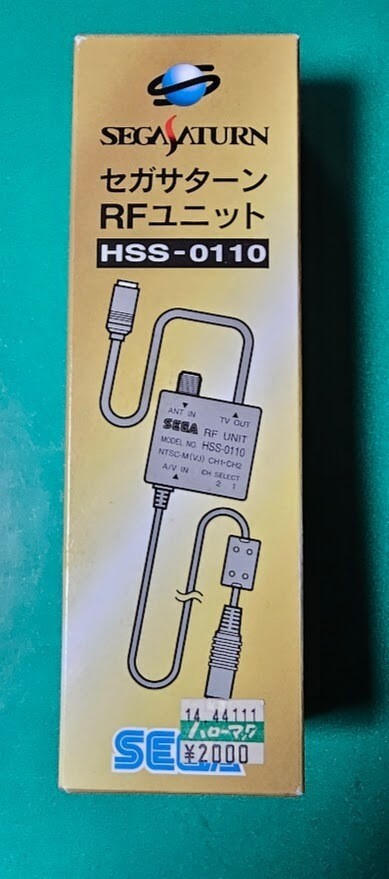 SEGASATURN
セガサターン
RFユニット
HSS-0110
ANT IN
TV OUT
SEGA RF UNIT
MODEL NO. HSS-0110
NTSC-M(VJ) CH1•CH2
A/V IN
CH SELECT
2 1
14.44111
ハローマック
¥2000
SEGA